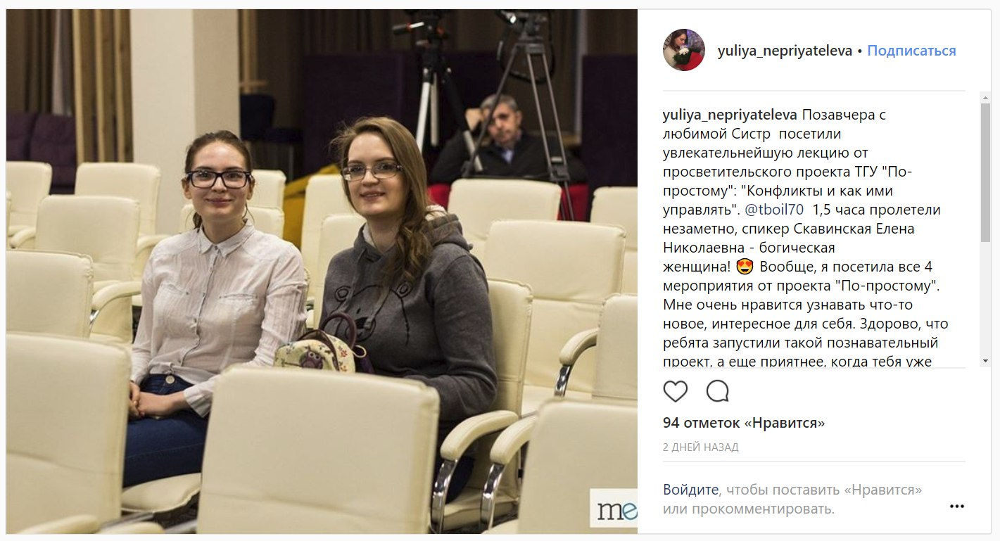 yuliya_nepriyateleva • Подписаться
yuliya_nepriyateleva Позавчера с
любимой Систр посетили
увлекательнейшую лекцию от
просветительского проекта ТГУ "По-
простому": "Конфликты и как ими
управлять". @tboil70 1,5 часа пролетели
незаметно, спикер Скавинская Елена
Николаевна - богическая
женщина! 😍 Вообще, я посетила все 4
мероприятия от проекта "По-простому".
Мне очень нравится узнавать что-то
новое, интересное для себя. Здорово, что
ребята запустили такой познавательный
проект, а еще приятнее, когда тебя уже
94 отметок «Нравится»
2 ДНЕЙ НАЗАД
Войдите, чтобы поставить «Нравится»
или прокомментировать.
me